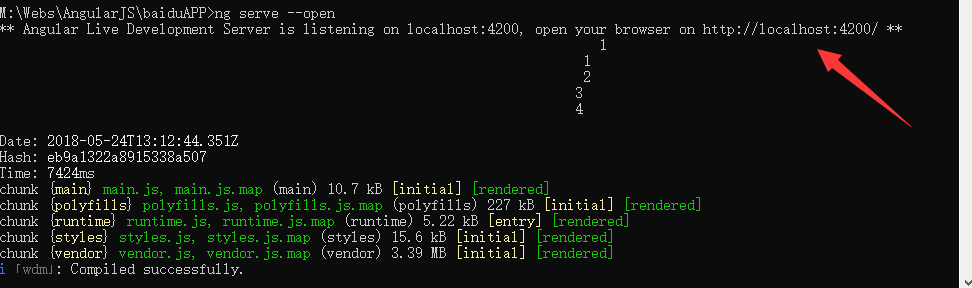 M:\Webs\AngularJS\baiduAPP>ng serve --open
** Angular Live Development Server is listening on localhost:4200, open your browser on http://localhost:4200/ **
1
1
2
3
4
Date: 2018-05-24T13:12:44.351Z
Hash: eb9a1322a8915338a507
Time: 7424ms
chunk {main} main.js, main.js.map (main) 10.7 kB [initial] [rendered]
chunk {polyfills} polyfills.js, polyfills.js.map (polyfills) 227 kB [initial] [rendered]
chunk {runtime} runtime.js, runtime.js.map (runtime) 5.22 kB [entry] [rendered]
chunk {styles} styles.js, styles.js.map (styles) 15.6 kB [initial] [rendered]
chunk {vendor} vendor.js, vendor.js.map (vendor) 3.39 MB [initial] [rendered]
i ｢wdm｣: Compiled successfully.